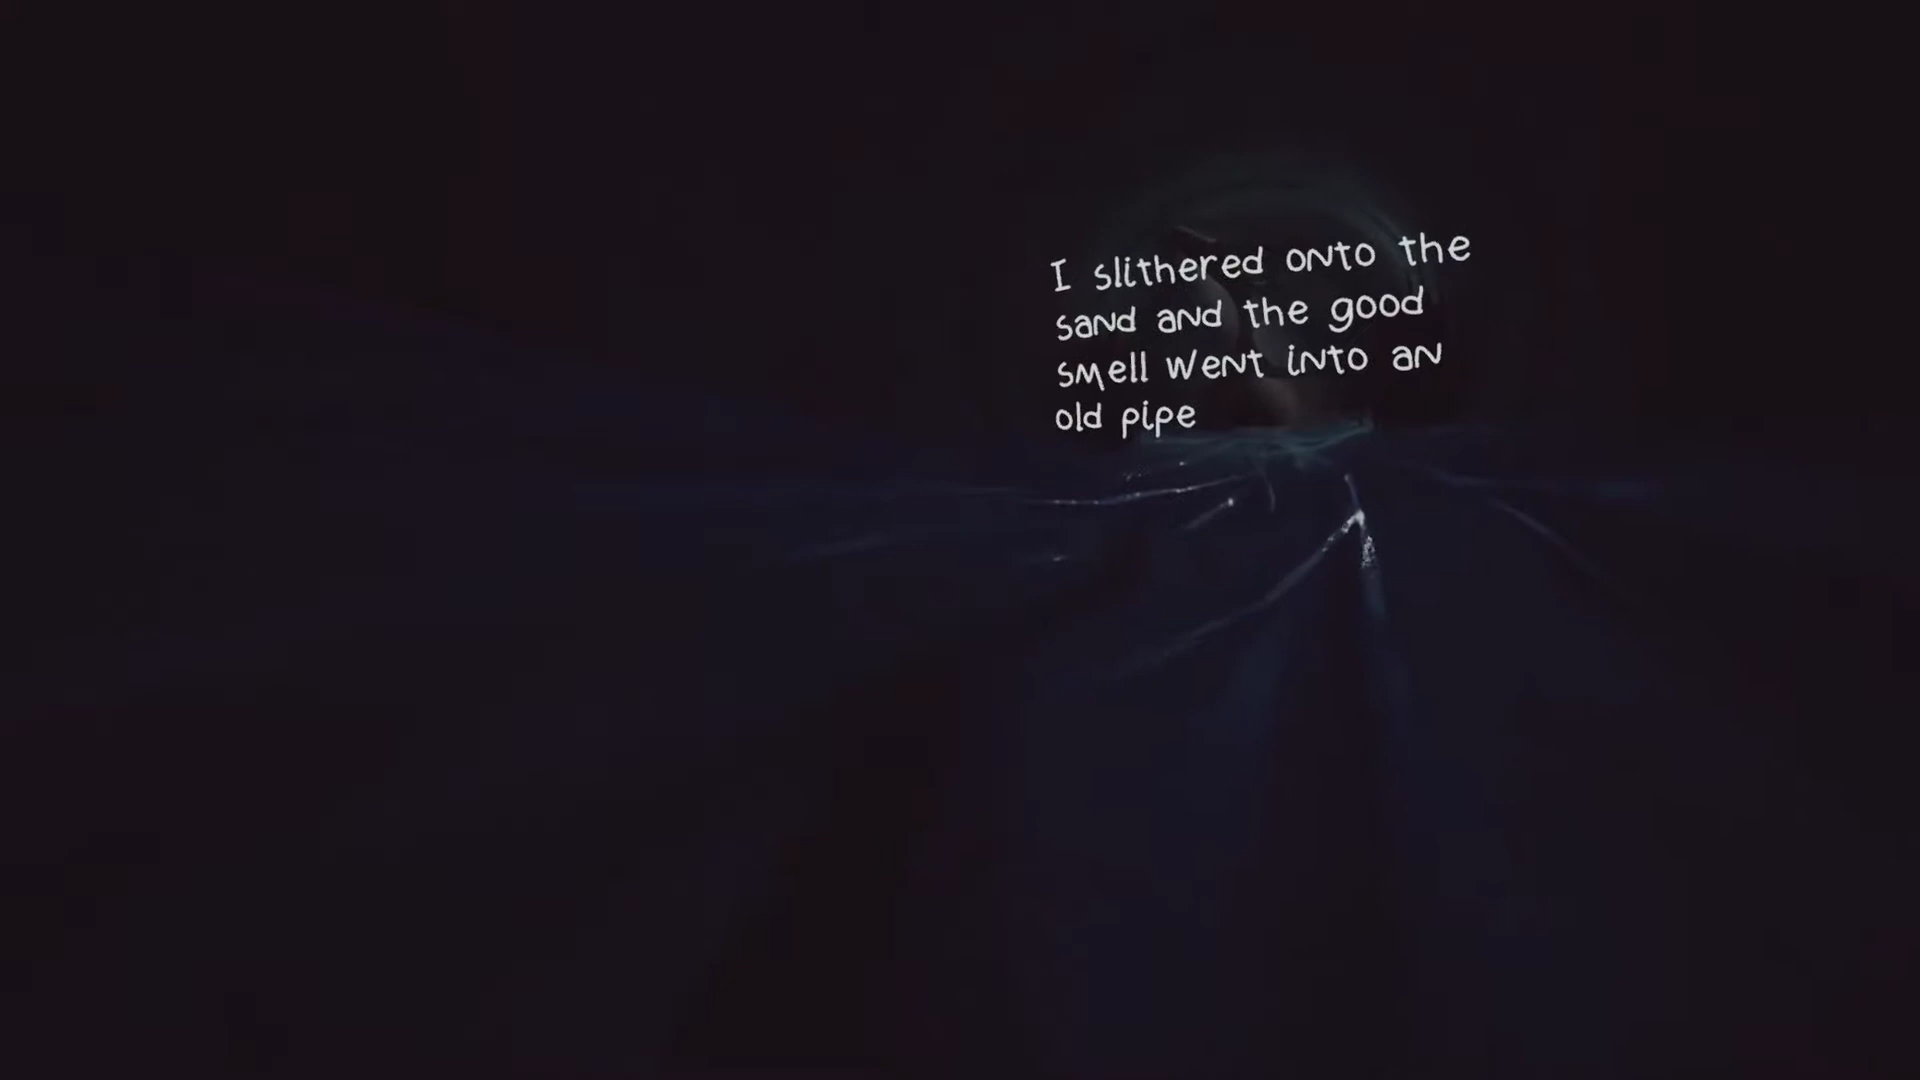 I slithered onto the
sand and the good
smell went into an
old pipe